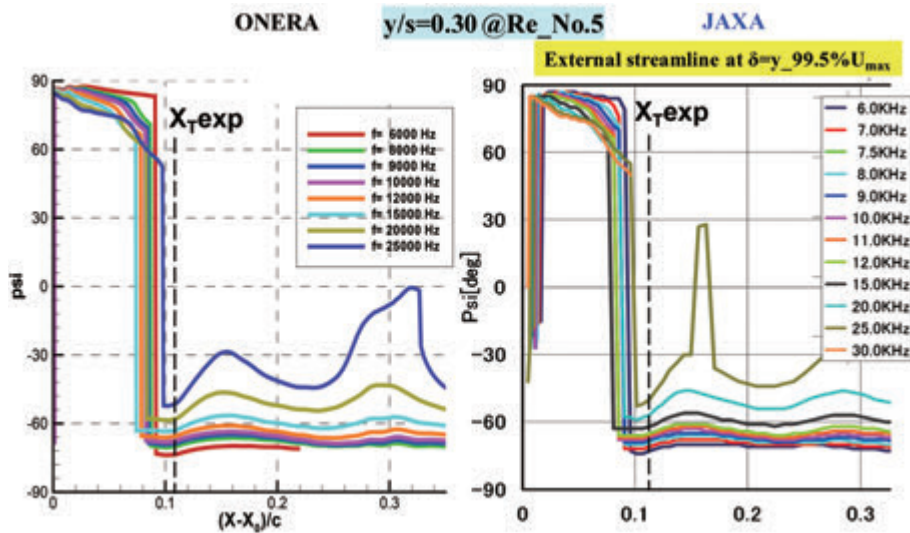 ONERA
y/s=0.30 @Re_No.5
JAXA
External streamline at δ=y_99.5%Umax
90
60
30
0
-30
-60
-90
psi
XTexp
f= 6000 Hz
f= 8000 Hz
f= 9000 Hz
f= 10000 Hz
f= 12000 Hz
f= 15000 Hz
f= 20000 Hz
f= 25000 Hz
0
0.1
0.2
0.3
(X-X0)/c
90
60
30
0
-30
-60
-90
Psi[deg]
XTexp
6.0KHz
7.0KHz
7.5KHz
8.0KHz
9.0KHz
10.0KHz
11.0KHz
12.0KHz
15.0KHz
20.0KHz
25.0KHz
30.0KHz
0
0.1
0.2
0.3